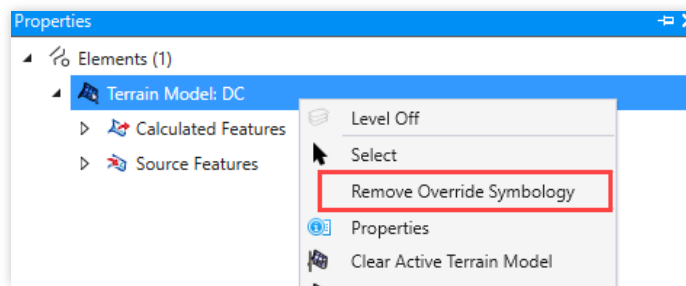 Properties
Elements (1)
Terrain Model: DC
Level Off
Calculated Features
Select
Source Features
Remove Override Symbology
Properties
Clear Active Terrain Model